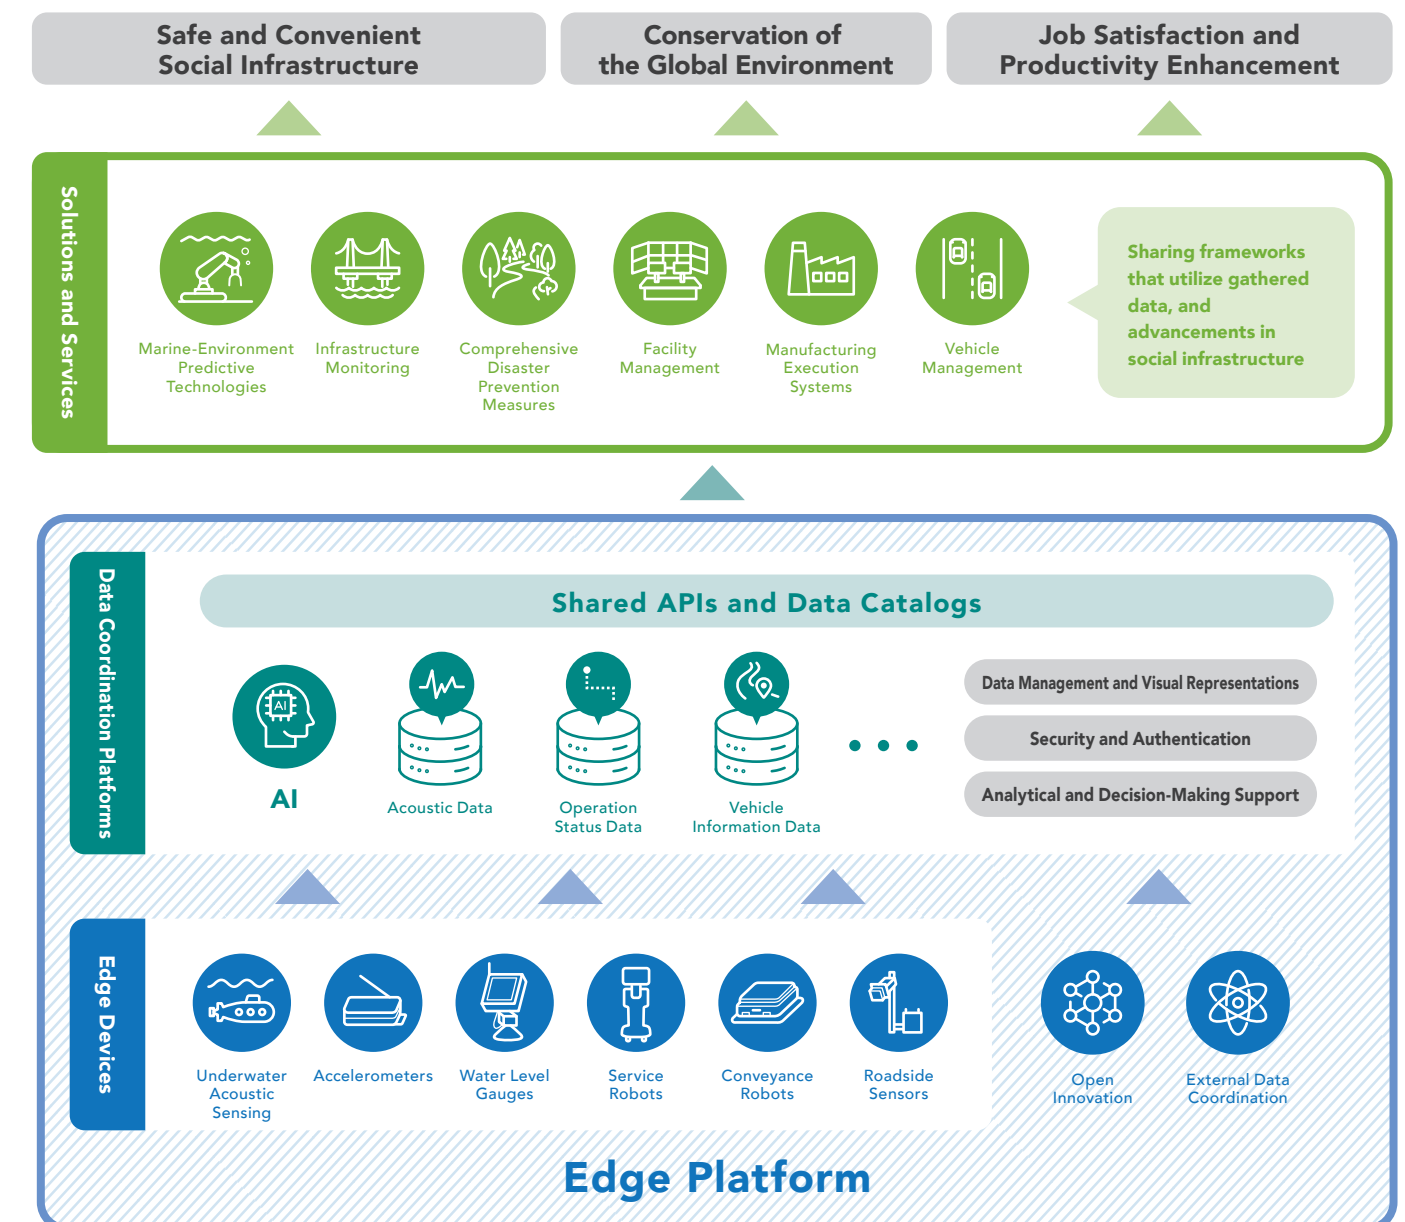 Safe and Convenient
Social Infrastructure
Conservation of
the Global Environment
Job Satisfaction and
Productivity Enhancement
Solutions and Services
Marine-Environment
Predictive
Technologies
Infrastructure
Monitoring
Comprehensive
Disaster
Prevention
Measures
Facility
Management
Manufacturing
Execution
Systems
Vehicle
Management
Sharing frameworks
that utilize gathered
data, and
advancements in
social infrastructure
Data Coordination Platforms
Shared APIs and Data Catalogs
AI
AI
Acoustic Data
Operation
Status Data
Vehicle
Information Data
Data Management and Visual Representations
Security and Authentication
Analytical and Decision-Making Support
Edge Devices
Underwater
Acoustic
Sensing
Accelerometers
Water Level
Gauges
Service
Robots
Conveyance
Robots
Roadside
Sensors
Open
Innovation
External Data
Coordination
Edge Platform